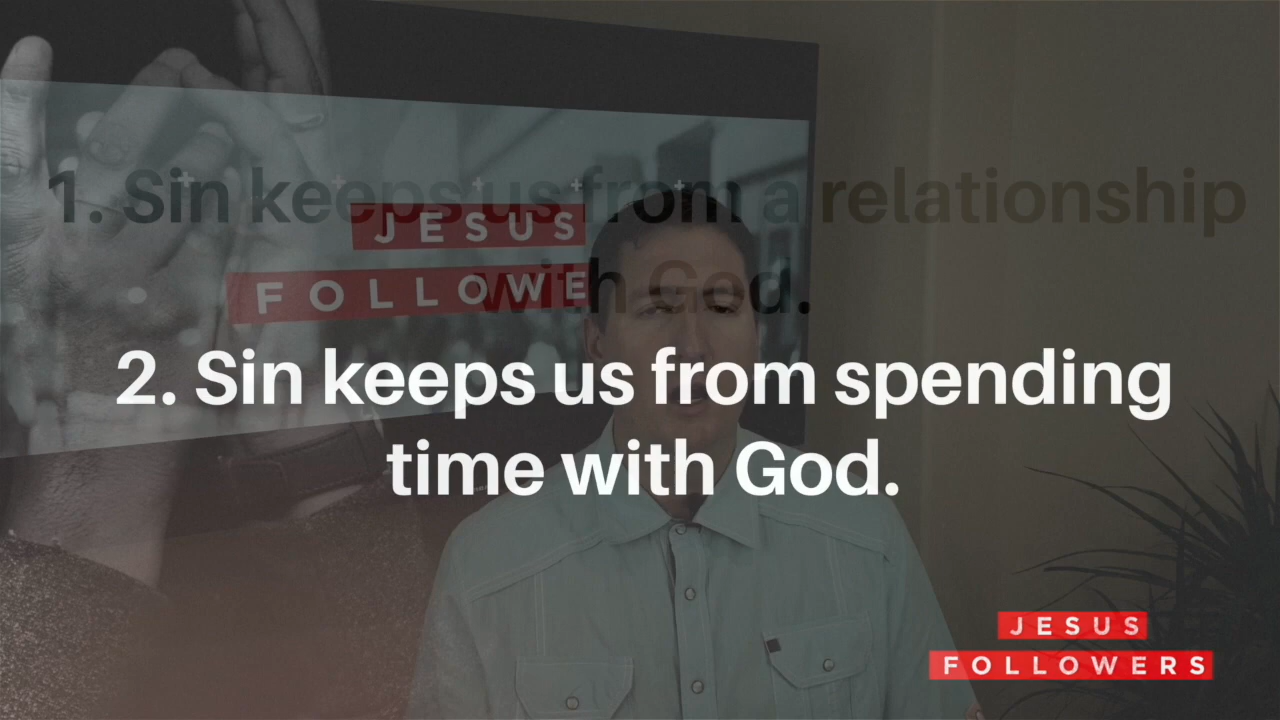 1. Sin keeps us from a relationship
with God.
JESUS
FOLLOWE
2. Sin keeps us from spending
time with God.
JESUS
FOLLOWERS